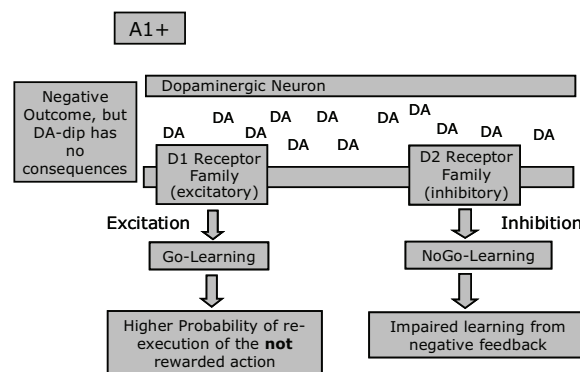 A1+
Negative
Outcome, but
DA-dip has
no
consequences
Dopaminergic Neuron
DA
DA
DA
DA
DA
DA
DA
DA
DA
DA
DA
DA
D1 Receptor
Family
(excitatory)
D2 Receptor
Family
(inhibitory)
Excitation
Inhibition
Go-Learning
NoGo-Learning
Higher Probability of re-
execution of the not
rewarded action
Impaired learning from
negative feedback